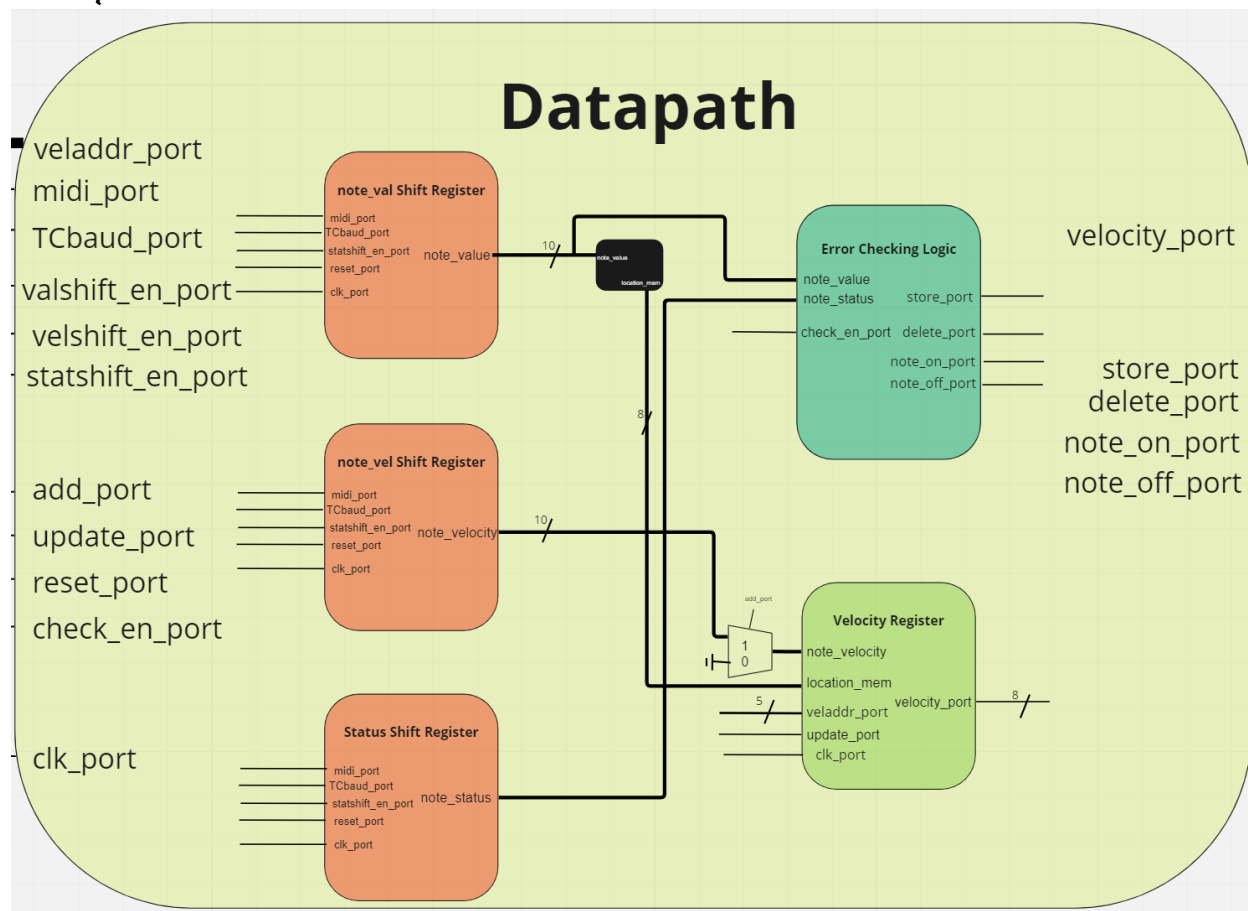 Datapath
veladdr_port
midi_port
TCbaud_port
valshift_en_port
velshift_en_port
statshift_en_port
add_port
update_port
reset_port
check_en_port
clk_port
note_val Shift Register
midi_port
TCbaud_port
statshift_en_port
reset_port
clk_port
note_value
10
note_value
location_mem
8
note_vel Shift Register
midi_port
TCbaud_port
statshift_en_port
reset_port
clk_port
note_velocity
10
Status Shift Register
midi_port
TCbaud_port
statshift_en_port
reset_port
clk_port
note_status
Error Checking Logic
note_value
note_status
check_en_port
store_port
delete_port
note_on_port
note_off_port
add_port
1
0
Velocity Register
note_velocity
location_mem
5
veladdr_port
update_port
clk_port
velocity_port
8
velocity_port
store_port
delete_port
note_on_port
note_off_port